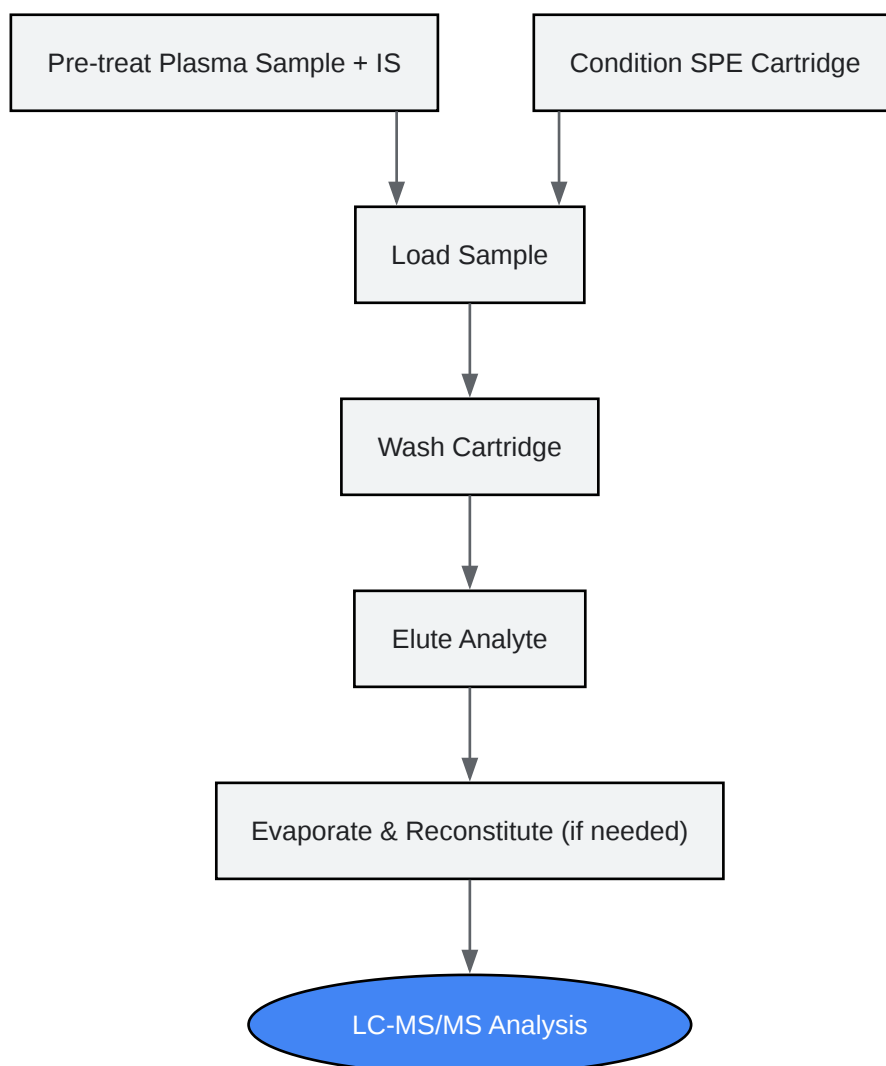 Pre-treat Plasma Sample + IS
Condition SPE Cartridge
Load Sample
Wash Cartridge
Elute Analyte
Evaporate & Reconstitute (if needed)
LC-MS/MS Analysis